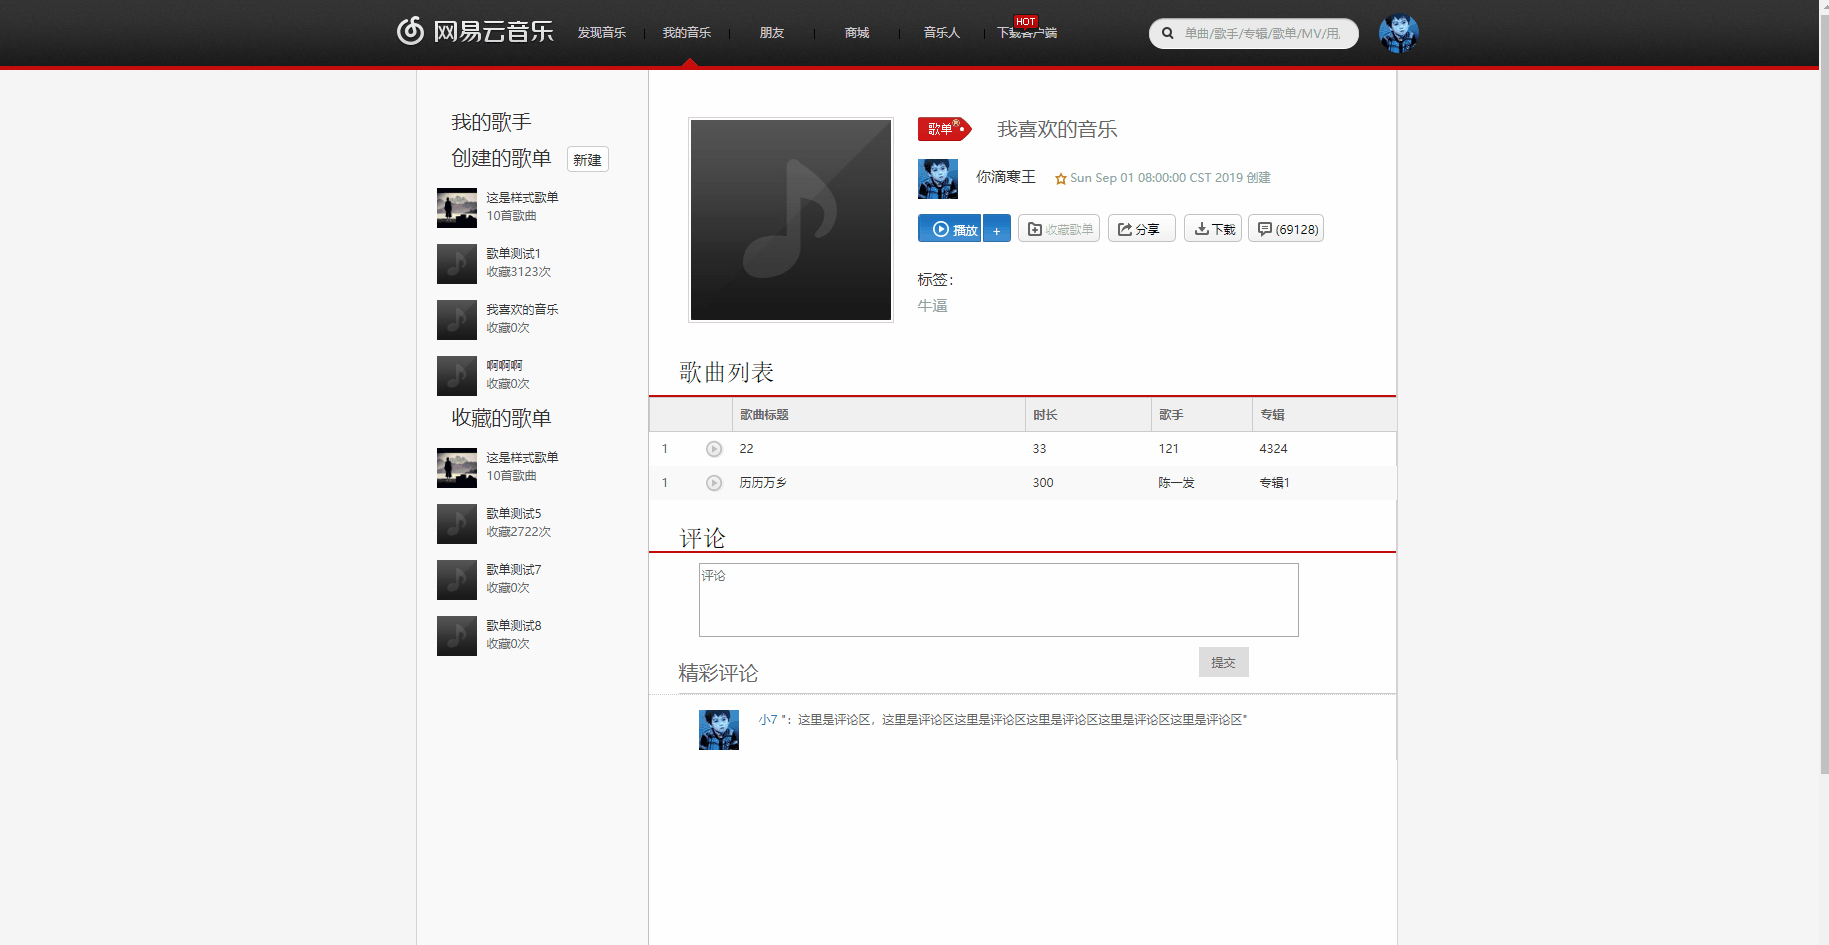 网易云音乐
发现音乐 我的音乐 朋友 商城 音乐人 下载客户端
HOT
单曲/歌手/专辑/歌单/MV/用
我的歌手
创建的歌单 新建
这是样式歌单
10首歌曲
歌单测试1
收藏3123次
我喜欢的音乐
收藏0次
啊啊啊
收藏0次
收藏的歌单
这是样式歌单
10首歌曲
歌单测试5
收藏2722次
歌单测试7
收藏0次
歌单测试8
收藏0次
歌单® 我喜欢的音乐
你滴寒王 Sun Sep 01 08:00:00 CST 2019 创建
播放 + 收藏歌单 分享 下载 (69128)
标签：
牛逼
歌曲列表
歌曲标题 时长 歌手 专辑
1 22 33 121 4324
1 历历万乡 300 陈一发 专辑1
评论
评论
提交
精彩评论
小7 "：这里是评论区，这里是评论区这里是评论区这里是评论区这里是评论区这里是评论区"